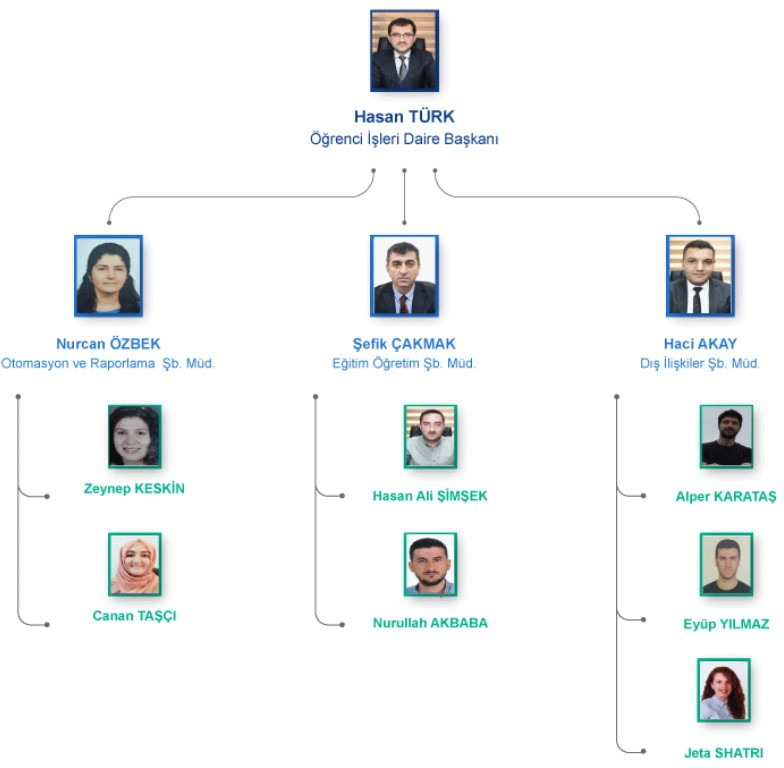 Hasan TÜRK
Öğrenci İşleri Daire Başkanı
Nurcan ÖZBEK
Otomasyon ve Raporlama Şb. Müd.
Şefik ÇAKMAK
Eğitim Öğretim Şb. Müd.
Haci AKAY
Dış İlişkiler Şb. Müd.
Zeynep KESKİN
Canan TAŞÇI
Hasan Ali ŞİMŞEK
Nurullah AKBABA
Alper KARATAŞ
Eyüp YILMAZ
Jeta SHATRI